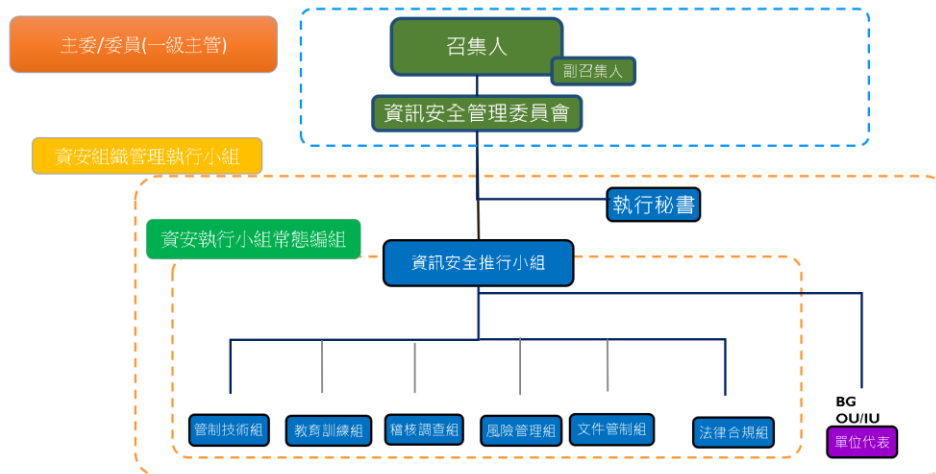 主委/委員(一級主管)
召集人
副召集人
資訊安全管理委員會
資安組織管理執行小組
執行秘書
資安執行小組常態編組
資訊安全推行小組
管制技術組
教育訓練組
稽核調查組
風險管理組
文件管制組
法律合規組
BG
OU/IU
單位代表